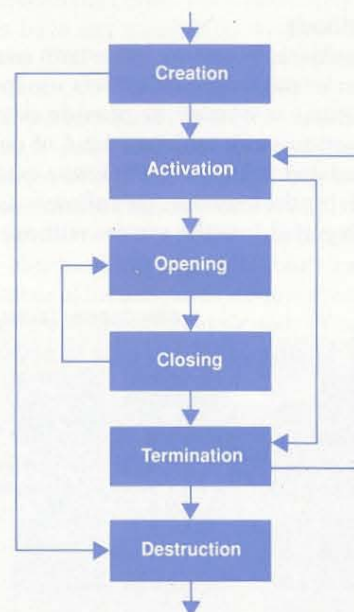 Creation
Activation
Opening
Closing
Termination
Destruction